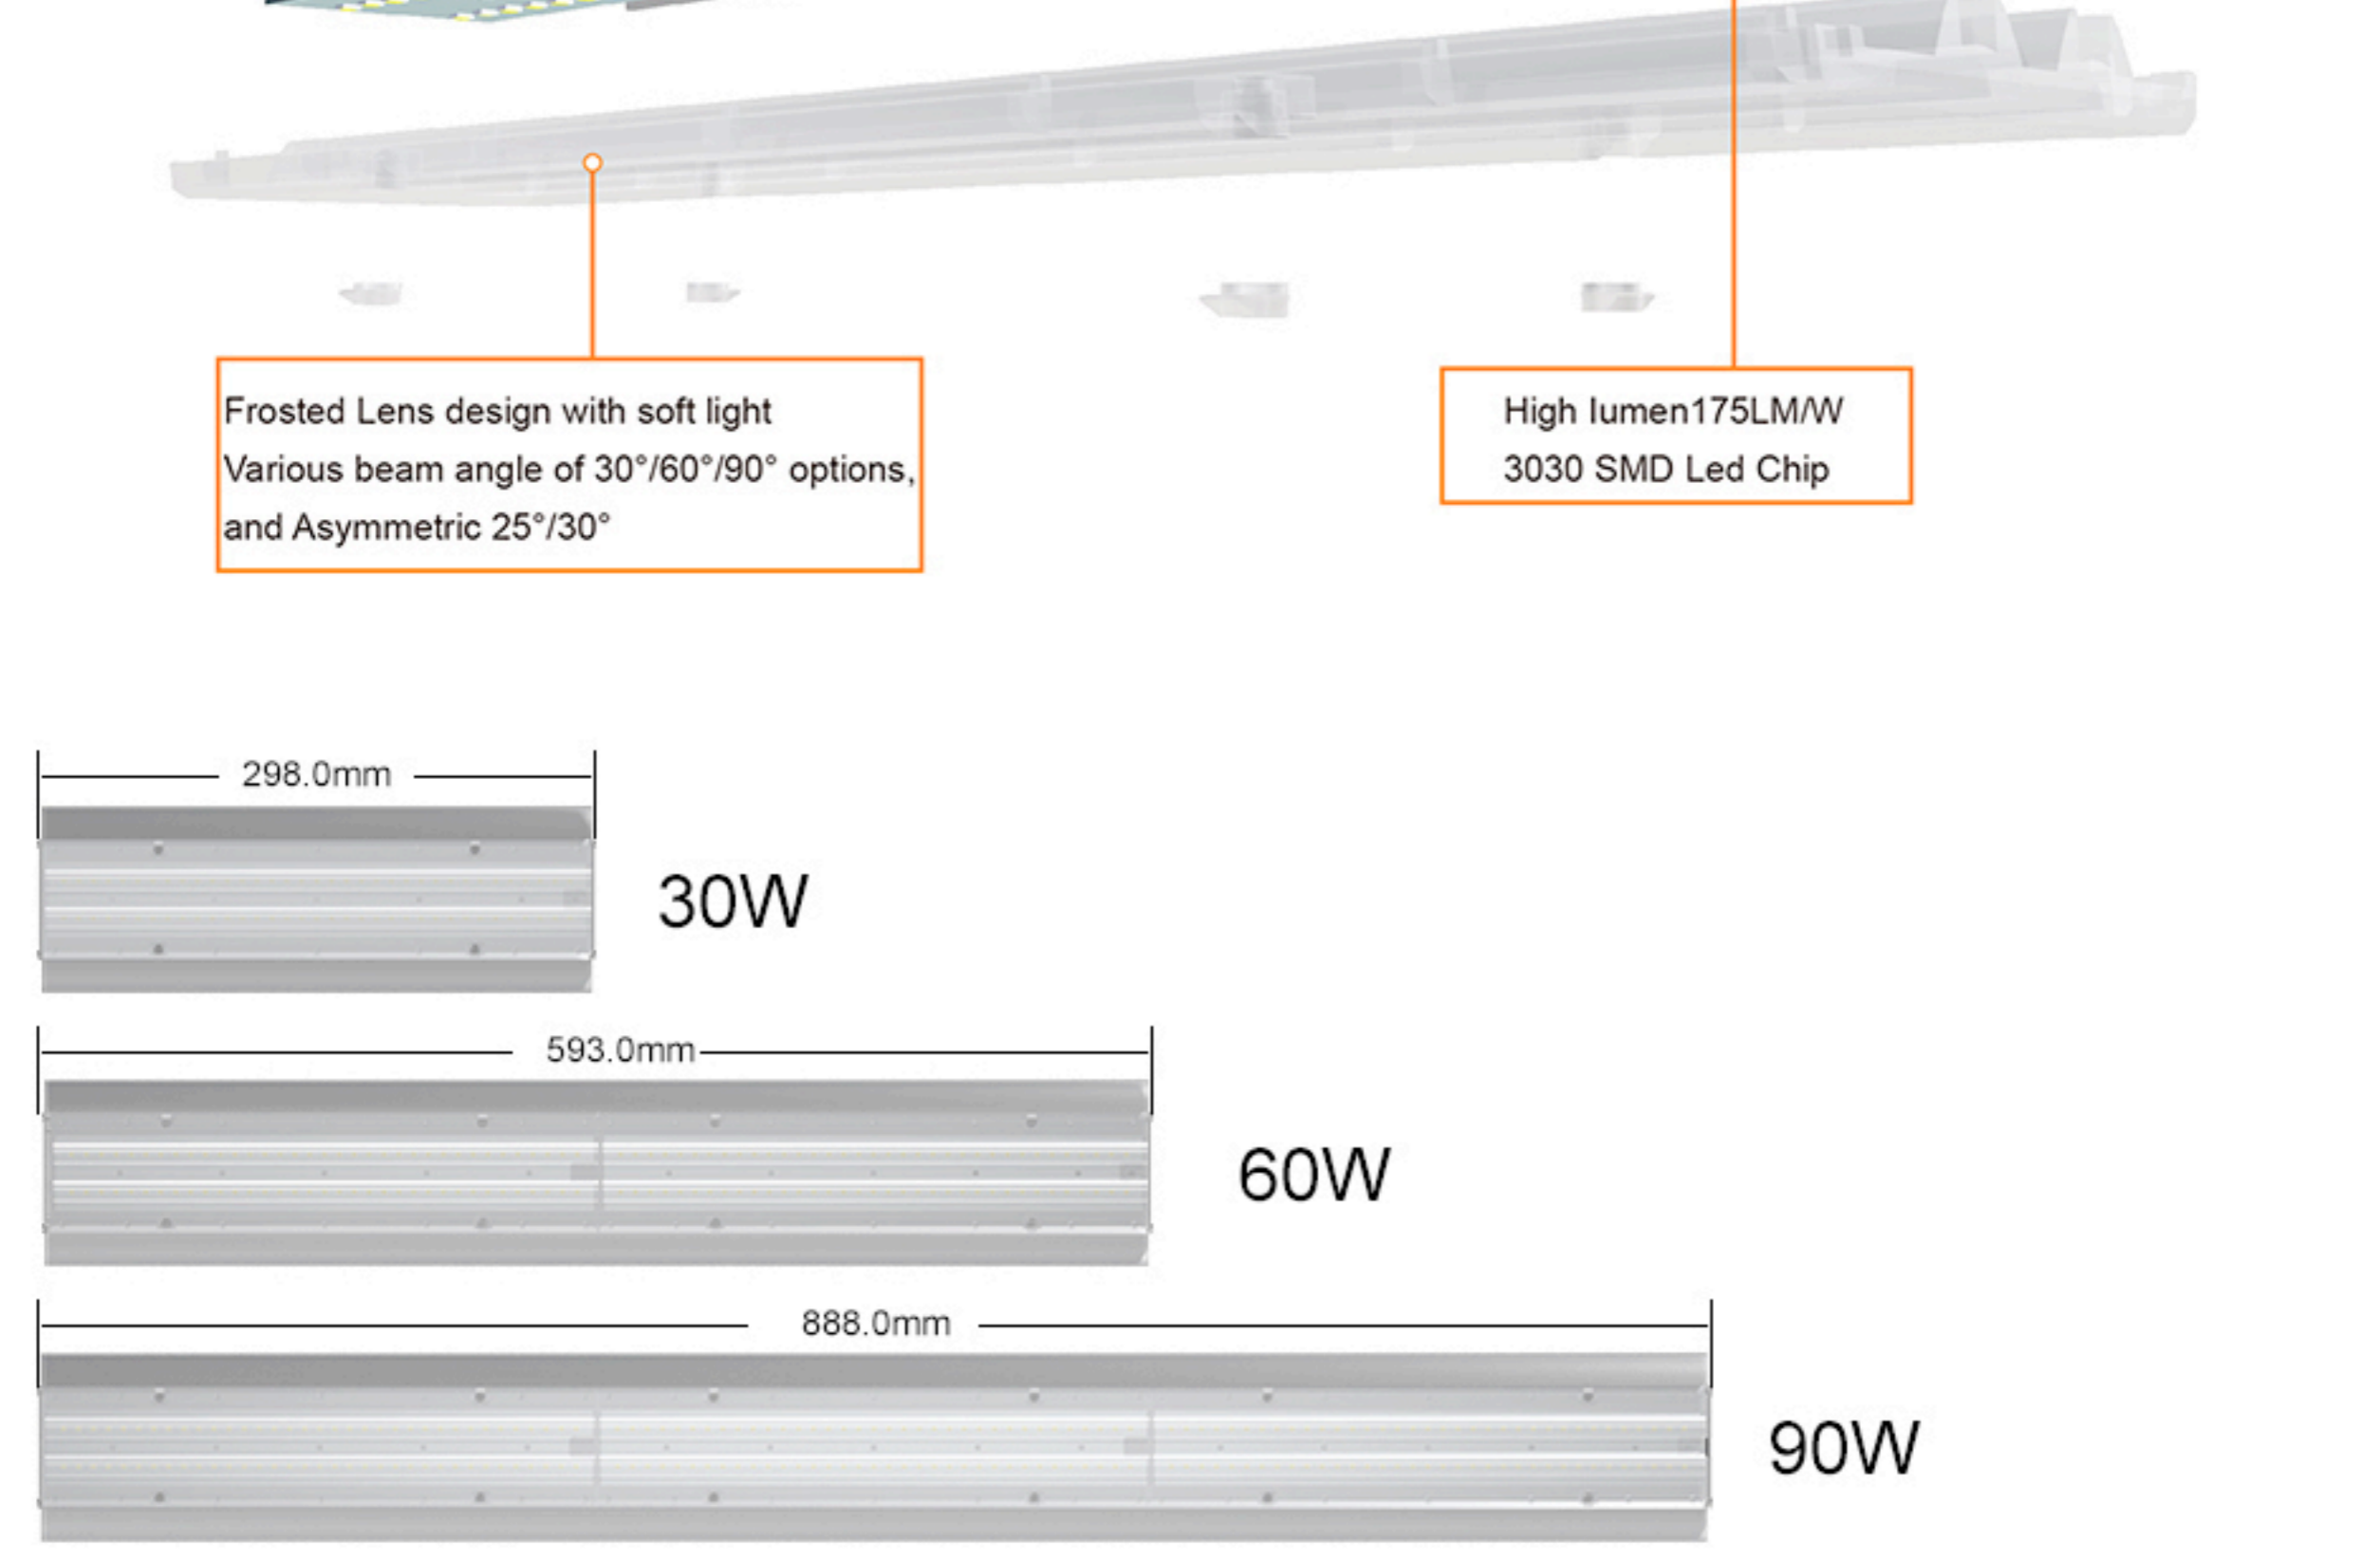 Frosted Lens design with soft light
Various beam angle of 30°/60°/90° options,
and Asymmetric 25°/30°
High lumen175LM/W
3030 SMD Led Chip
298.0mm
30W
593.0mm
60W
888.0mm
90W